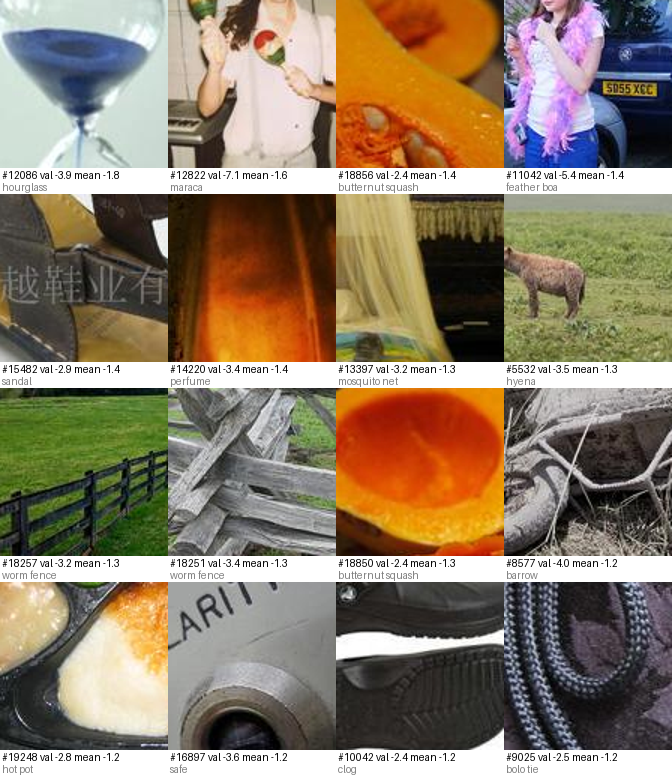 #12086 val -3.9 mean -1.8
hourglass
#12822 val -7.1 mean -1.6
maraca
#18856 val -2.4 mean -1.4
butternut squash
SD55 XCC
#11042 val -5.4 mean -1.4
feather boa
越鞋业有
#15482 val -2.9 mean -1.4
sandal
#14220 val -3.4 mean -1.4
perfume
#13397 val -3.2 mean -1.3
mosquito net
#5532 val -3.5 mean -1.3
hyena
#18257 val -3.2 mean -1.3
worm fence
#18251 val -3.4 mean -1.3
worm fence
#18850 val -2.4 mean -1.3
butternut squash
#8577 val -4.0 mean -1.2
barrow
#19248 val -2.8 mean -1.2
hot pot
LARITY
#16897 val -3.6 mean -1.2
safe
#10042 val -2.4 mean -1.2
clog
#9025 val -2.5 mean -1.2
bolo tie